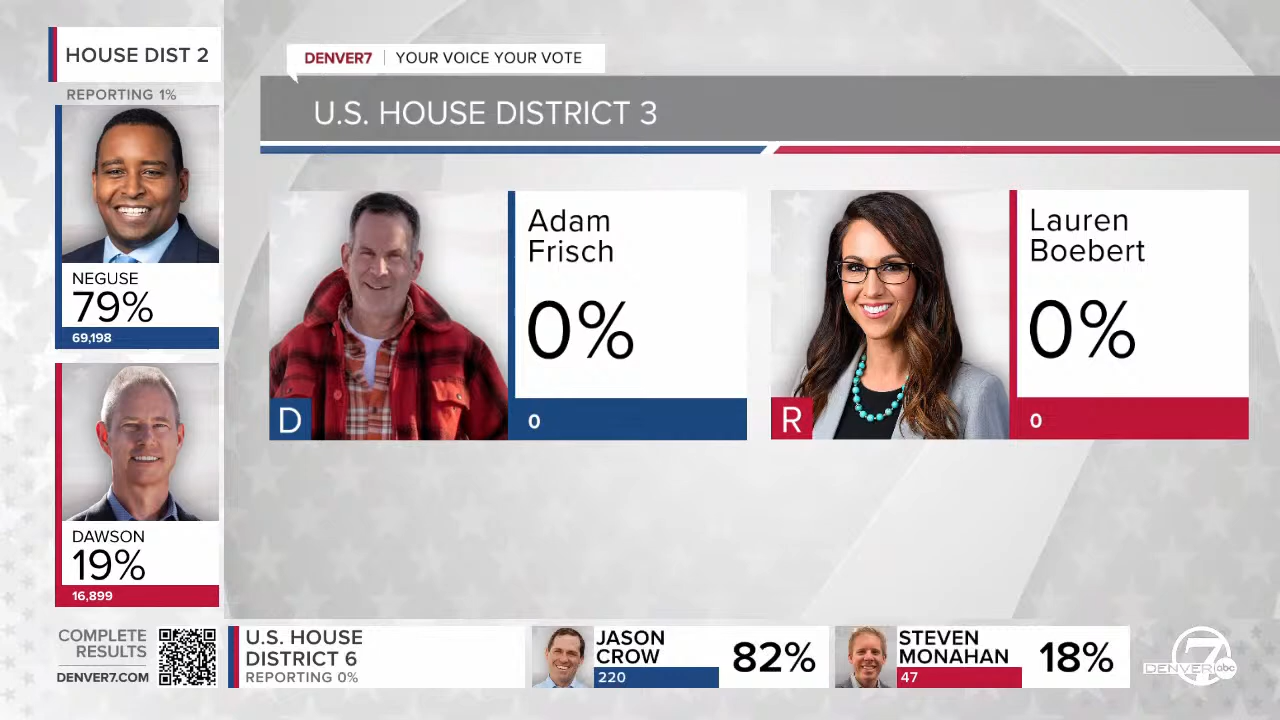 HOUSE DIST 2
REPORTING 1%
NEGUSE
79%
69,198
DAWSON
19%
16,899
COMPLETE
RESULTS
DENVER7.COM
DENVER7 | YOUR VOICE YOUR VOTE
U.S. HOUSE DISTRICT 3
Adam
Frisch
0%
D
0
Lauren
Boebert
0%
R
0
U.S. HOUSE
DISTRICT 6
REPORTING 0%
JASON
CROW
220
82%
STEVEN
MONAHAN
47
18%
7
DENVER abc